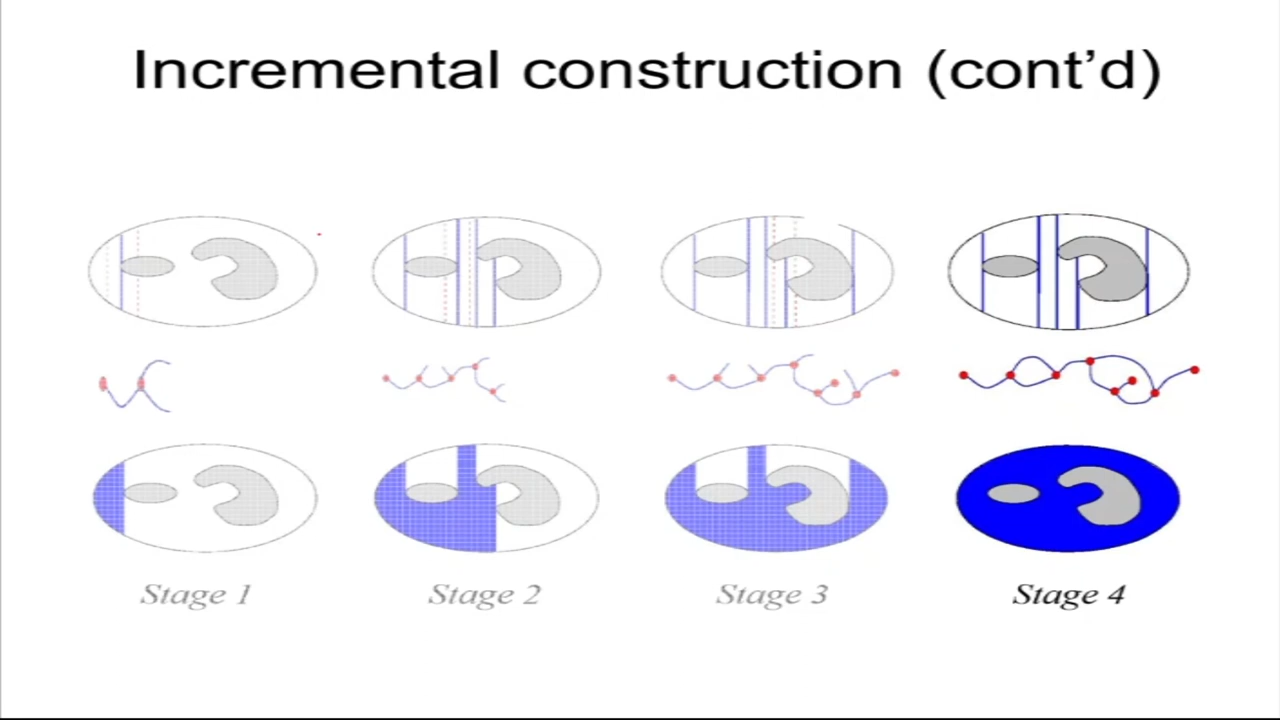 Incremental construction (cont’d)
Stage 1
Stage 2
Stage 3
Stage 4